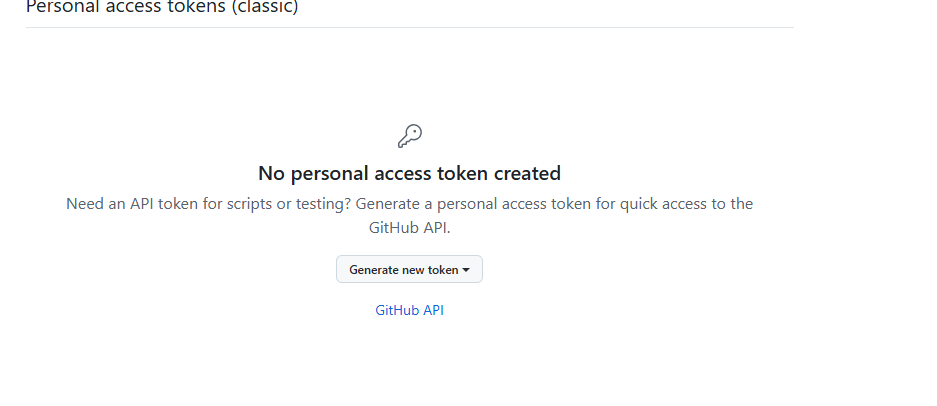 Personal access tokens (classic)
No personal access token created
Need an API token for scripts or testing? Generate a personal access token for quick access to the
GitHub API.
Generate new token
GitHub API